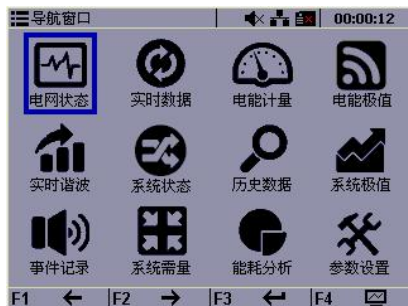 导航窗口 00:00:12
电网状态 实时数据 电能计量 电能极值
实时谐波 系统状态 历史数据 系统极值
事件记录 系统需量 能耗分析 参数设置
F1 F2 F3 F4